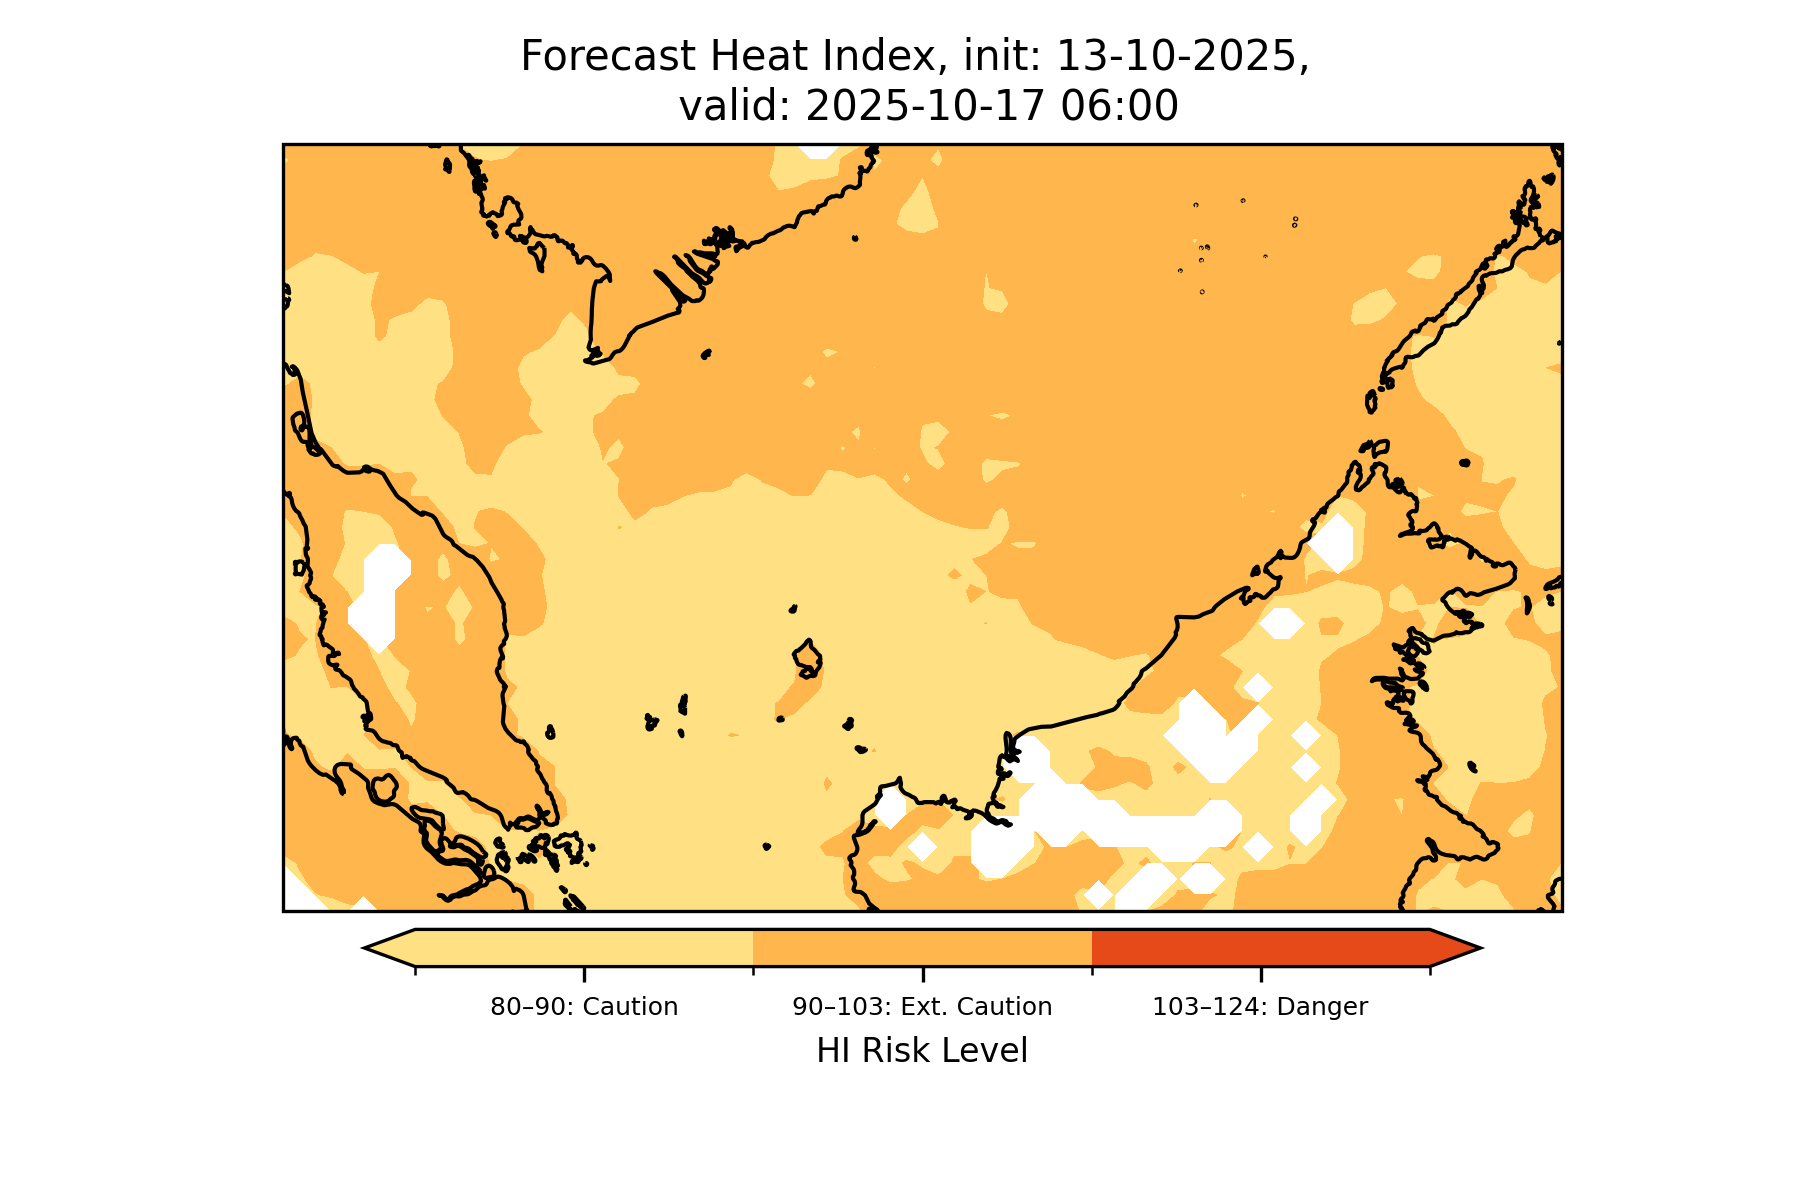 Forecast Heat Index, init: 13-10-2025,
valid: 2025-10-17 06:00
80–90: Caution
90–103: Ext. Caution
103–124: Danger
HI Risk Level